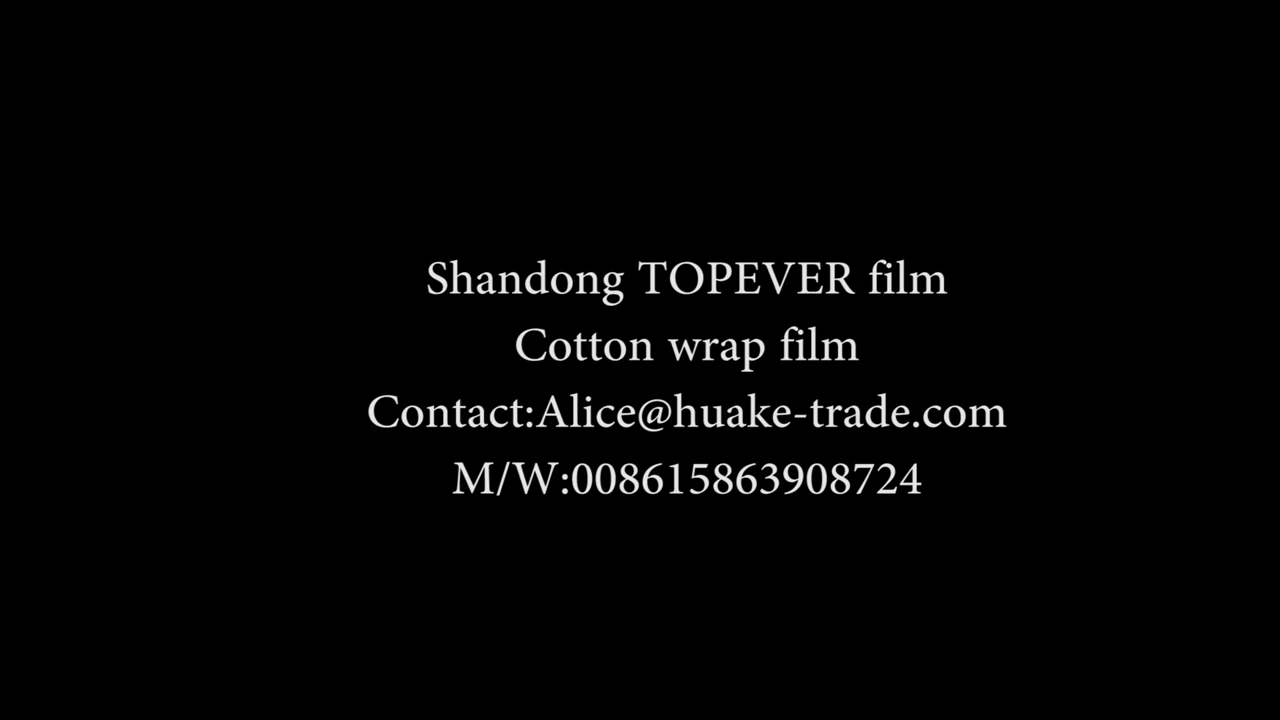 Shandong TOPEVER film
Cotton wrap film
Contact:Alice@huake-trade.com
M/W:008615863908724